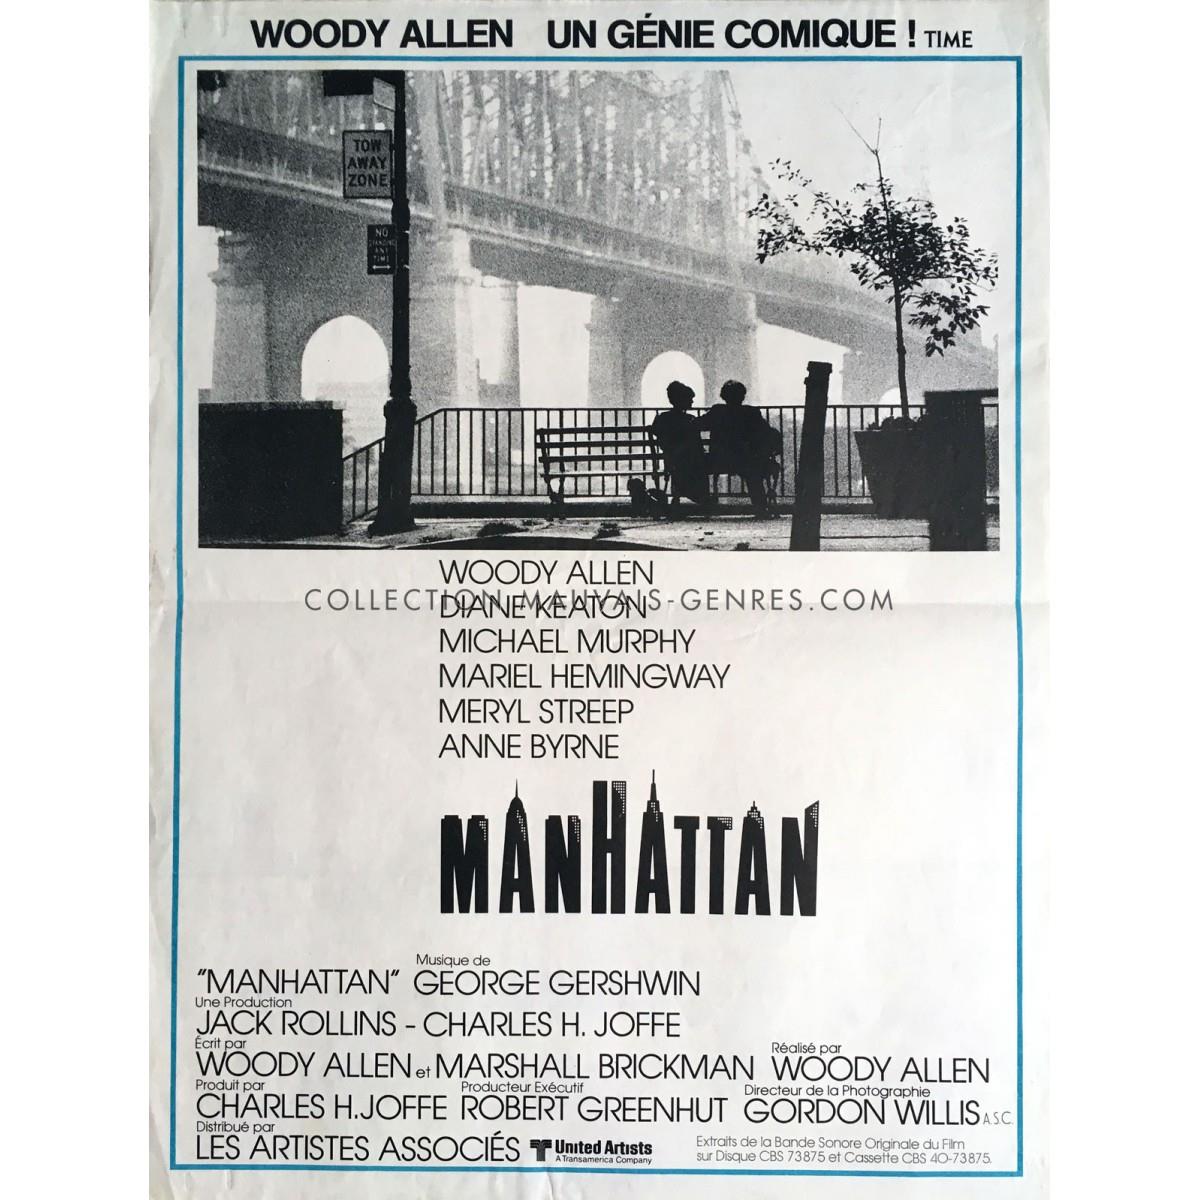 WOODY ALLEN UN GÉNIE COMIQUE ! TIME
TOW
AWAY
ZONE
NO
STANDING
ANY
TIME
WOODY ALLEN
DIANE KEATON
COLLECTION MAUVAIS-GENRES.COM
MICHAEL MURPHY
MARIEL HEMINGWAY
MERYL STREEP
ANNE BYRNE
MANHATTAN
Musique de
"MANHATTAN" GEORGE GERSHWIN
Une Production
JACK ROLLINS - CHARLES H. JOFFE
Écrit par Réalisé par
WOODY ALLEN et MARSHALL BRICKMAN WOODY ALLEN
Produit par Producteur Exécutif Directeur de la Photographie
CHARLES H.JOFFE ROBERT GREENHUT GORDON WILLIS A.S.C.
Distribué par
LES ARTISTES ASSOCIÉS United Artists
A Transamerica Company
Extraits de la Bande Sonore Originale du Film
sur Disque CBS 73875 et Cassette CBS 40-73875.